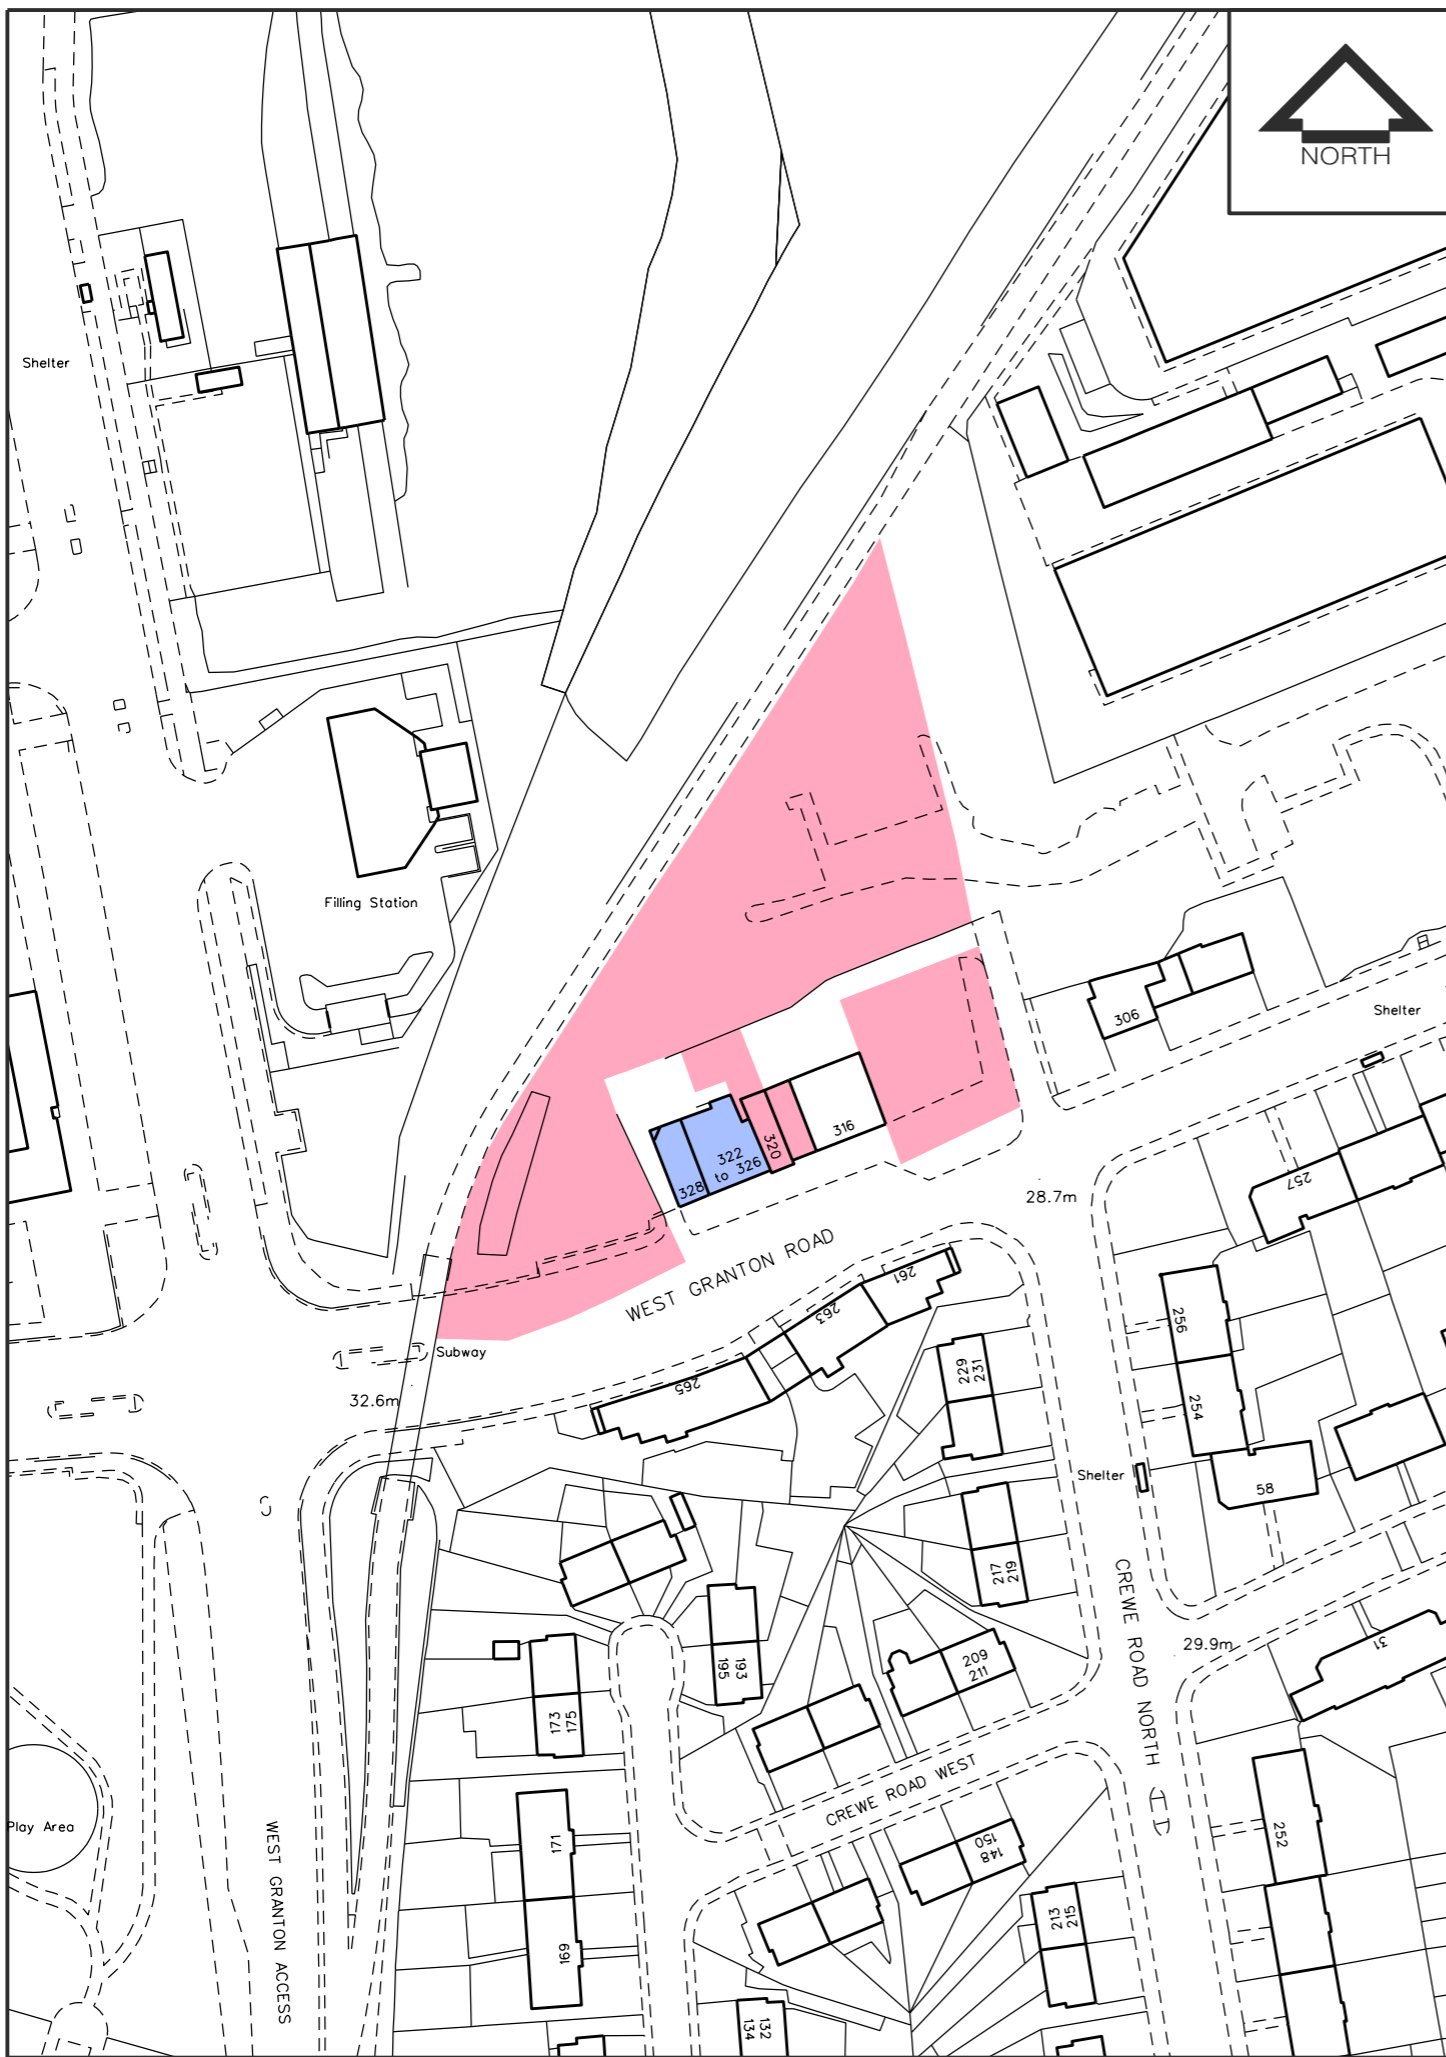 NORTH
Shelter
Filling Station
306
Shelter
316
320
322
to 326
328
257
28.7m
WEST GRANTON ROAD
261
263
265
256
254
229
231
Subway
32.6m
Shelter
58
217
219
CREWE ROAD NORTH
29.9m
31
209
211
193
195
173
175
CREWE ROAD WEST
171
169
148
150
252
213
215
Play Area
WEST GRANTON ACCESS
132
134